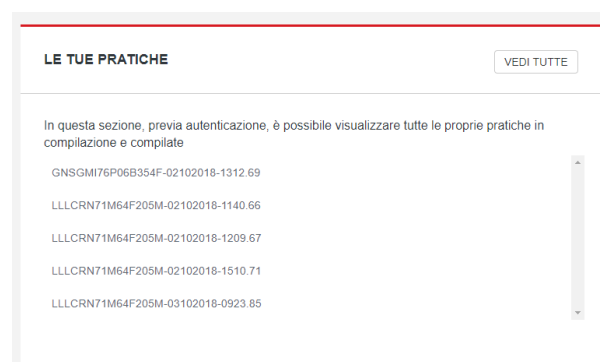 LE TUE PRATICHE
VEDI TUTTE
In questa sezione, previa autenticazione, è possibile visualizzare tutte le proprie pratiche in
compilazione e compilate
GNSGMI76P06B354F-02102018-1312.69
LLLCRN71M64F205M-02102018-1140.66
LLLCRN71M64F205M-02102018-1209.67
LLLCRN71M64F205M-02102018-1510.71
LLLCRN71M64F205M-03102018-0923.85